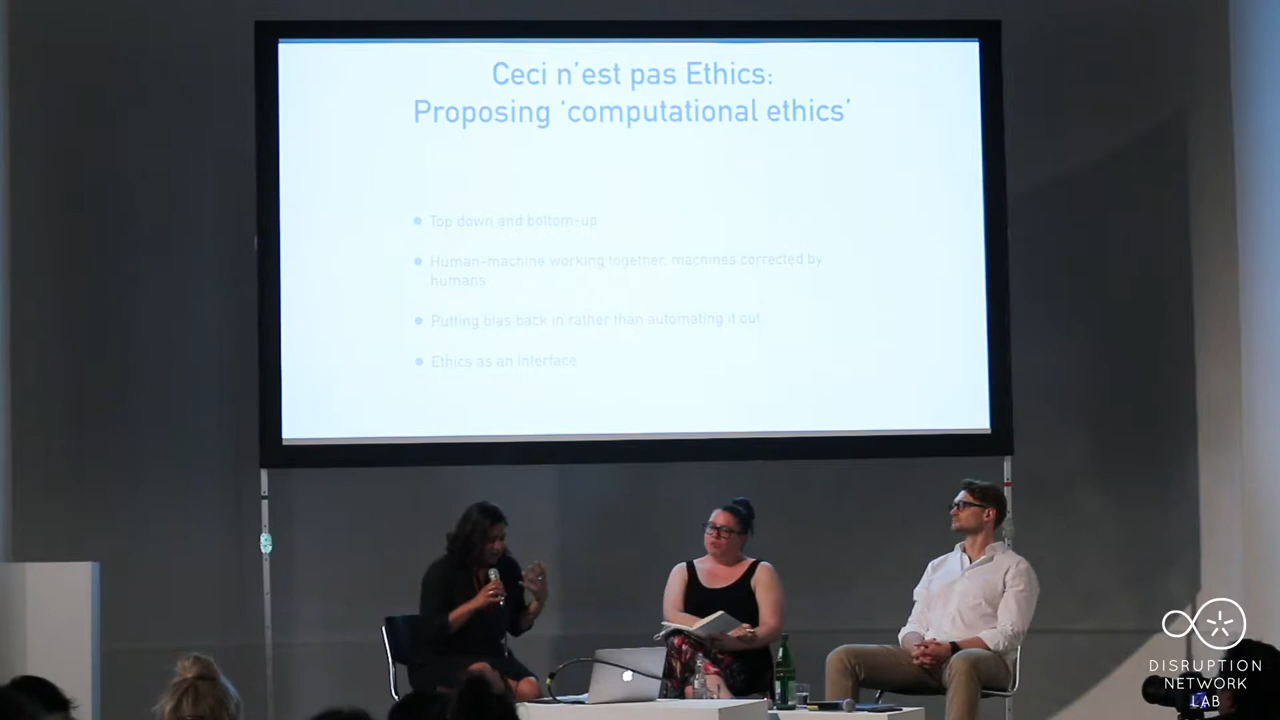 Ceci n'est pas Ethics:
Proposing 'computational ethics'
Top down and bottom-up
Human-machine working together, machines corrected by
humans
Putting bias back in rather than automating it out
Ethics as an interface
DISRUPTION
NETWORK
LAB